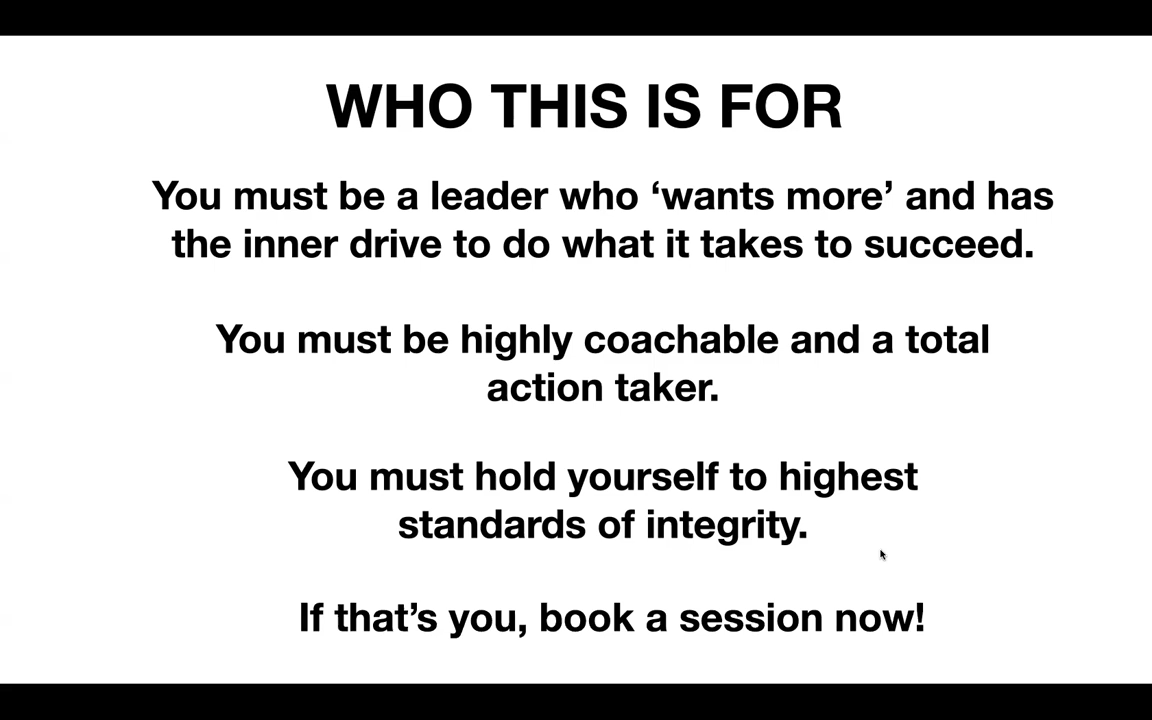 WHO THIS IS FOR
You must be a leader who ‘wants more’ and has
the inner drive to do what it takes to succeed.
You must be highly coachable and a total
action taker.
You must hold yourself to highest
standards of integrity.
If that’s you, book a session now!